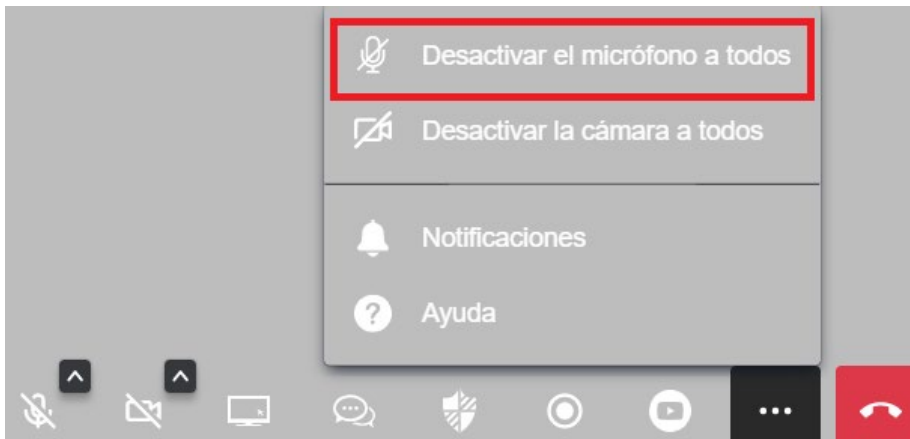 Desactivar el micrófono a todos
Desactivar la cámara a todos
Notificaciones
Ayuda